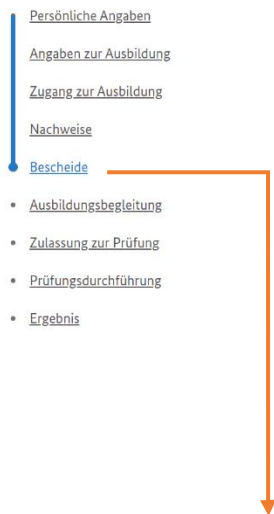 Persönliche Angaben
Angaben zur Ausbildung
Zugang zur Ausbildung
Nachweise
Bescheide
Ausbildungsbegleitung
Zulassung zur Prüfung
Prüfungsdurchführung
Ergebnis